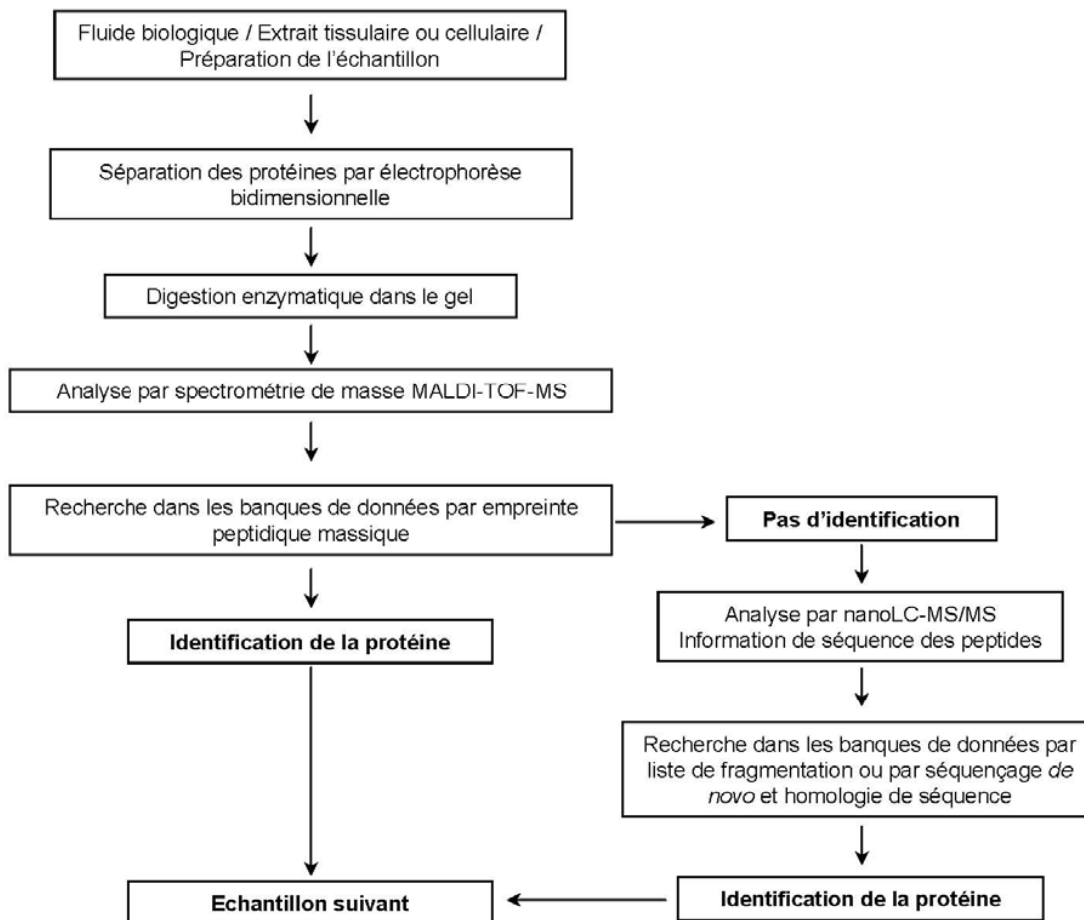 Fluide biologique / Extrait tissulaire ou cellulaire /
Préparation de l'échantillon
Séparation des protéines par électrophorèse
bidimensionnelle
Digestion enzymatique dans le gel
Analyse par spectrométrie de masse MALDI-TOF-MS
Recherche dans les banques de données par empreinte
peptidique massique
Identification de la protéine
Pas d'identification
Analyse par nanoLC-MS/MS
Information de séquence des peptides
Recherche dans les banques de données par
liste de fragmentation ou par séquençage de
novo et homologie de séquence
Identification de la protéine
Echantillon suivant